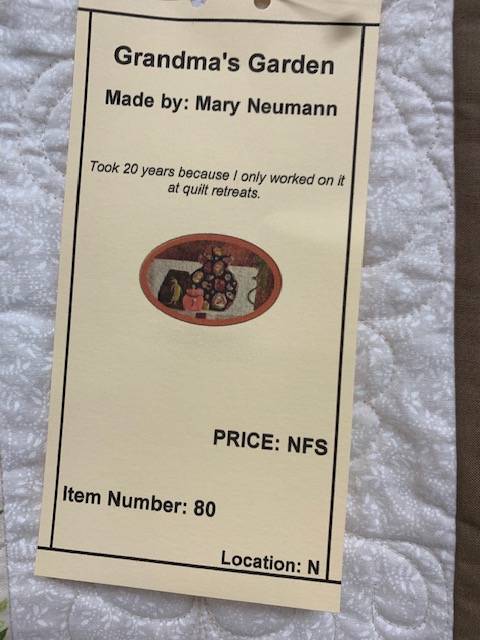 Grandma's Garden
Made by: Mary Neumann
Took 20 years because I only worked on it
at quilt retreats.
PRICE: NFS
Item Number: 80
Location: N